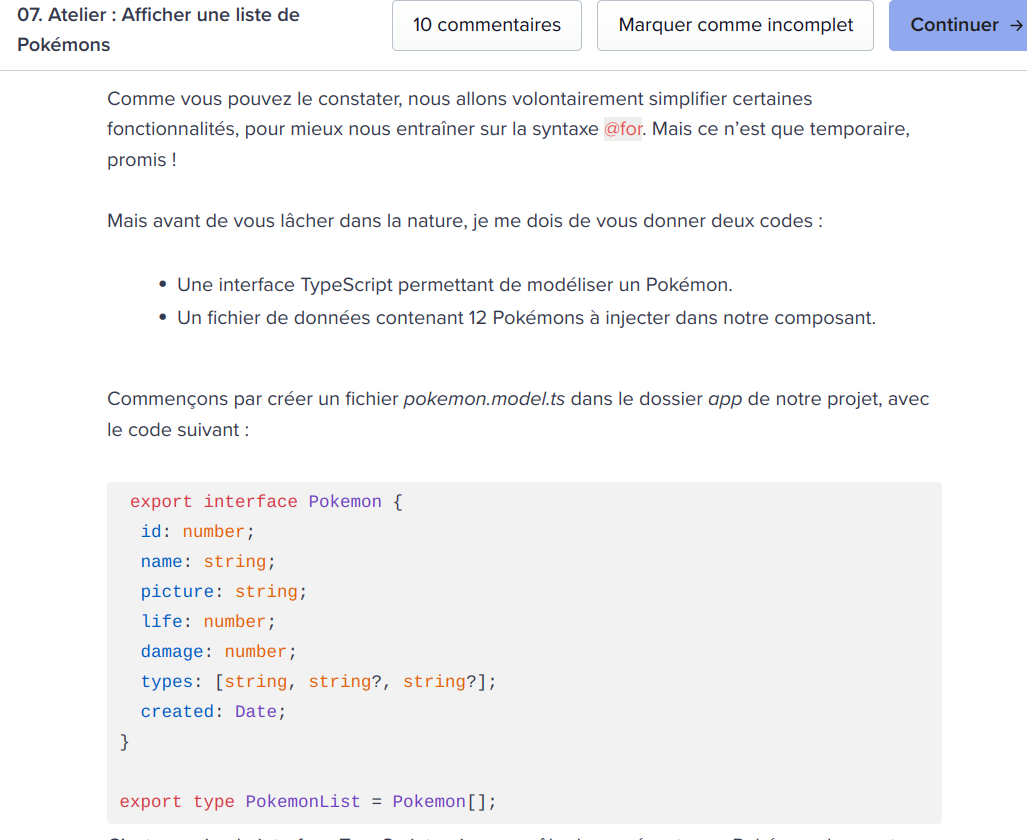 07. Atelier : Afficher une liste de
Pokémons
10 commentaires
Marquer comme incomplet
Continuer →
Comme vous pouvez le constater, nous allons volontairement simplifier certaines
fonctionnalités, pour mieux nous entraîner sur la syntaxe @for. Mais ce n’est que temporaire,
promis !
Mais avant de vous lâcher dans la nature, je me dois de vous donner deux codes :
• Une interface TypeScript permettant de modéliser un Pokémon.
• Un fichier de données contenant 12 Pokémons à injecter dans notre composant.
Commençons par créer un fichier pokemon.model.ts dans le dossier app de notre projet, avec
le code suivant :
export interface Pokemon {
id: number;
name: string;
picture: string;
life: number;
damage: number;
types: [string, string?, string?];
created: Date;
}
export type PokemonList = Pokemon[];